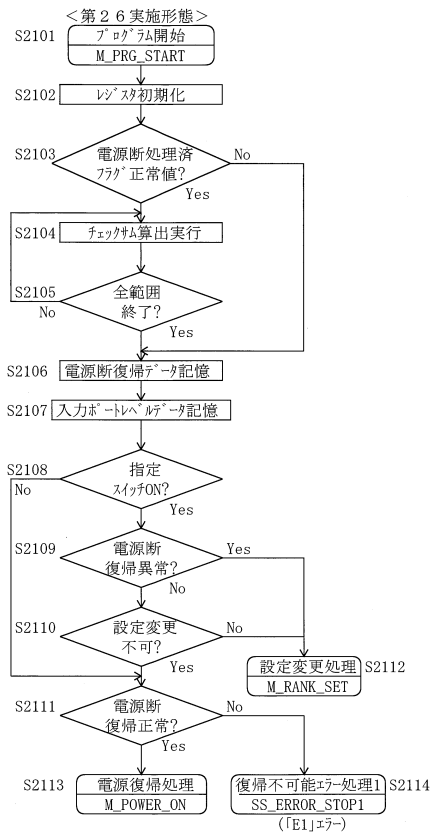 ＜第２６実施形態＞
S2101
ﾌﾟﾛｸﾞﾗﾑ開始
M_PRG_START
S2102
ﾚｼﾞｽﾀ初期化
S2103
電源断処理済
ﾌﾗｸﾞ正常値?
No
Yes
S2104
ﾁｪｯｸｻﾑ算出実行
S2105
全範囲
終了?
No
Yes
S2106
電源断復帰ﾃﾞｰﾀ記憶
S2107
入力ﾎﾟｰﾄﾚﾍﾞﾙﾃﾞｰﾀ記憶
S2108
指定
ｽｲｯﾁON?
No
Yes
S2109
電源断
復帰異常?
Yes
No
S2110
設定変更
不可?
No
Yes
設定変更処理
M_RANK_SET
S2112
S2111
電源断
復帰正常?
No
Yes
S2113
電源復帰処理
M_POWER_ON
復帰不可能ｴﾗｰ処理1
SS_ERROR_STOP1
S2114
(｢E1｣ｴﾗｰ)